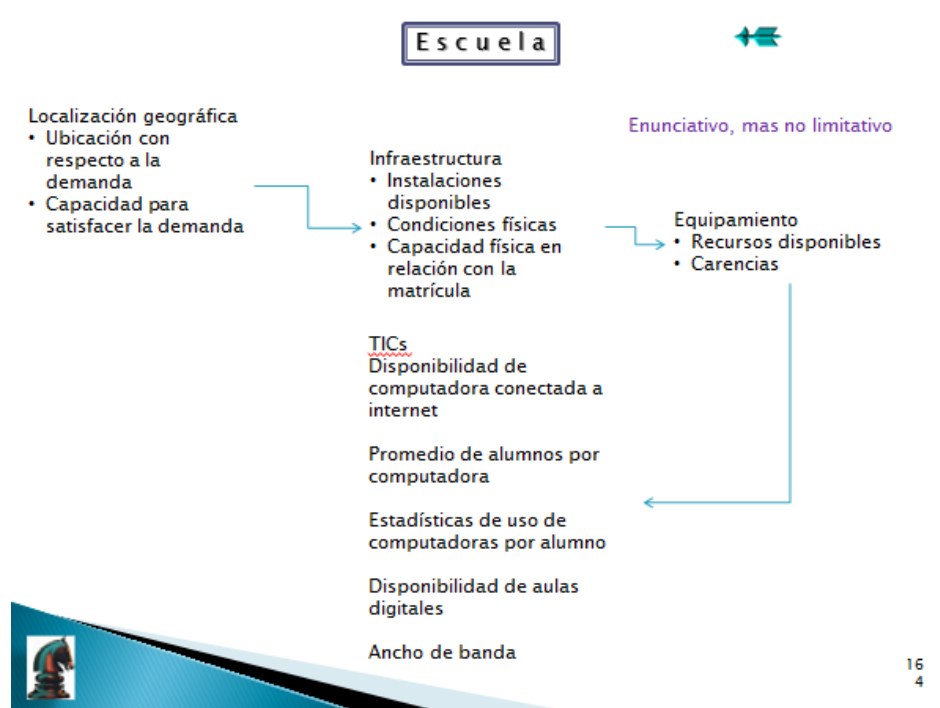 Escuela
Localización geográfica
• Ubicación con
respecto a la
demanda
• Capacidad para
satisfacer la demanda
Enunciativo, mas no limitativo
Infraestructura
• Instalaciones
disponibles
• Condiciones físicas
• Capacidad física en
relación con la
matrícula
Equipamiento
• Recursos disponibles
• Carencias
TICs
Disponibilidad de
computadora conectada a
internet
Promedio de alumnos por
computadora
Estadísticas de uso de
computadoras por alumno
Disponibilidad de aulas
digitales
Ancho de banda
16
4